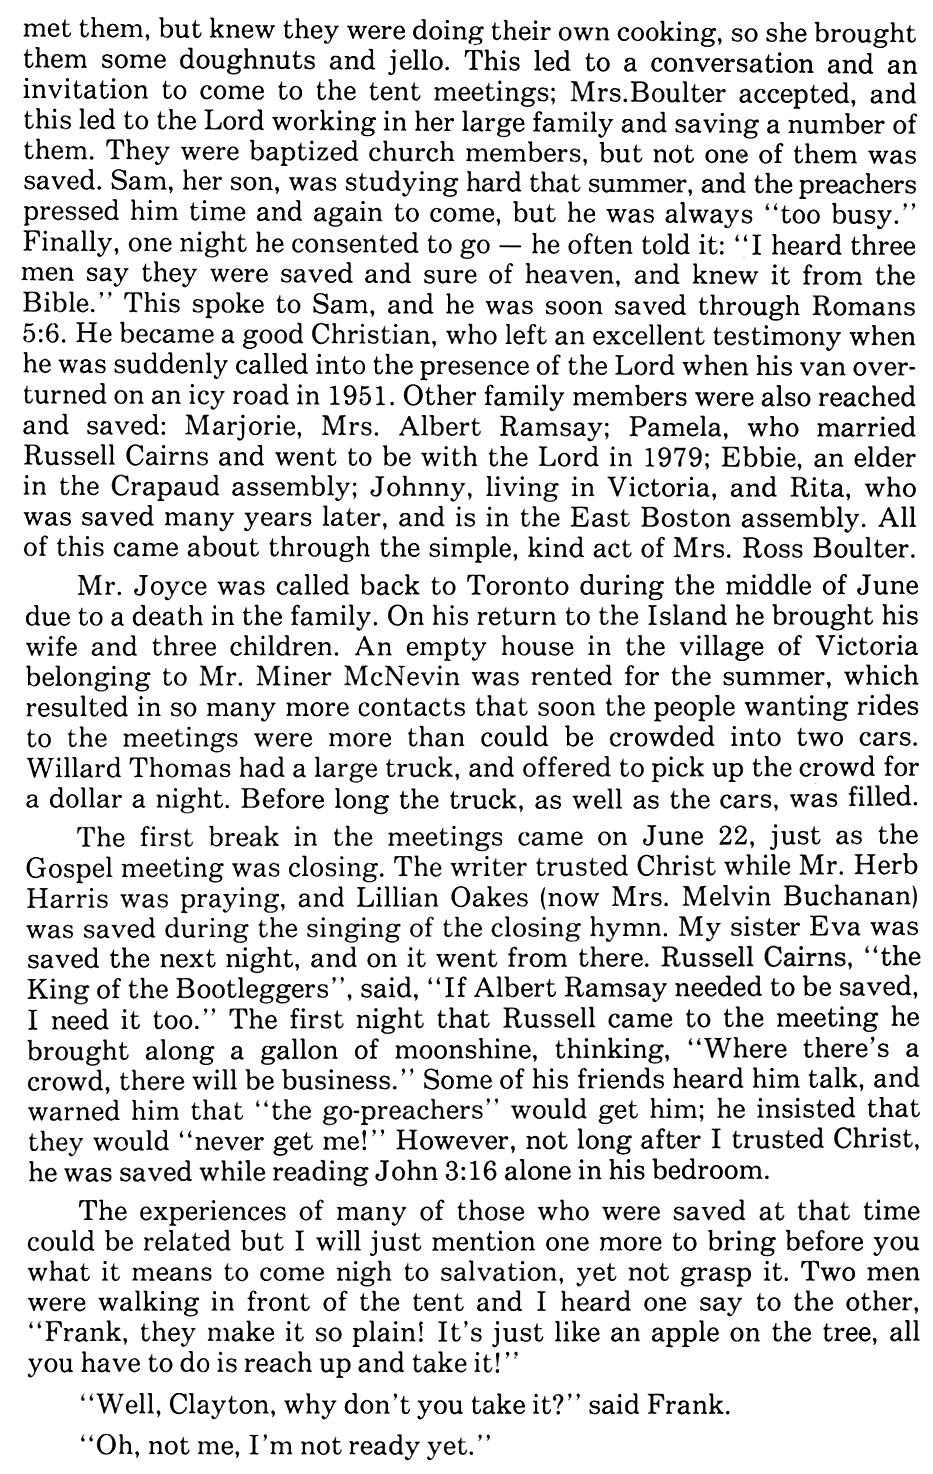 met them, but knew they were doing their own cooking, so she brought
them some doughnuts and jello. This led to a conversation and an
invitation to come to the tent meetings; Mrs.Boulter accepted, and
this led to the Lord working in her large family and saving a number of
them. They were baptized church members, but not one of them was
saved. Sam, her son, was studying hard that summer, and the preachers
pressed him time and again to come, but he was always ‘‘too busy.’’
Finally, one night he consented to go — he often told it: ‘‘I heard three
men say they were saved and sure of heaven, and knew it from the
Bible.’’ This spoke to Sam, and he was soon saved through Romans
5:6. He became a good Christian, who left an excellent testimony when
he was suddenly called into the presence of the Lord when his van over-
turned on an icy road in 1951. Other family members were also reached
and saved: Marjorie, Mrs. Albert Ramsay; Pamela, who married
Russell Cairns and went to be with the Lord in 1979; Ebbie, an elder
in the Crapaud assembly; Johnny, living in Victoria, and Rita, who
was saved many years later, and is in the East Boston assembly. All
of this came about through the simple, kind act of Mrs. Ross Boulter.
Mr. Joyce was called back to Toronto during the middle of June
due to a death in the family. On his return to the Island he brought his
wife and three children. An empty house in the village of Victoria
belonging to Mr. Miner McNevin was rented for the summer, which
resulted in so many more contacts that soon the people wanting rides
to the meetings were more than could be crowded into two cars.
Willard Thomas had a large truck, and offered to pick up the crowd for
a dollar a night. Before long the truck, as well as the cars, was filled.
The first break in the meetings came on June 22, just as the
Gospel meeting was closing. The writer trusted Christ while Mr. Herb
Harris was praying, and Lillian Oakes (now Mrs. Melvin Buchanan)
was saved during the singing of the closing hymn. My sister Eva was
saved the next night, and on it went from there. Russell Cairns, ‘‘the
King of the Bootleggers’’, said, ‘‘If Albert Ramsay needed to be saved,
I need it too.’’ The first night that Russell came to the meeting he
brought along a gallon of moonshine, thinking, ‘‘Where there’s a
crowd, there will be business.’’ Some of his friends heard him talk, and
warned him that ‘‘the go-preachers’’ would get him; he insisted that
they would ‘‘never get me!’’ However, not long after I trusted Christ,
he was saved while reading John 3:16 alone in his bedroom.
The experiences of many of those who were saved at that time
could be related but I will just mention one more to bring before you
what it means to come nigh to salvation, yet not grasp it. Two men
were walking in front of the tent and I heard one say to the other,
‘‘Frank, they make it so plain! It’s just like an apple on the tree, all
you have to do is reach up and take it!’’
‘‘Well, Clayton, why don’t you take it?’’ said Frank.
‘‘Oh, not me, I’m not ready yet.’’